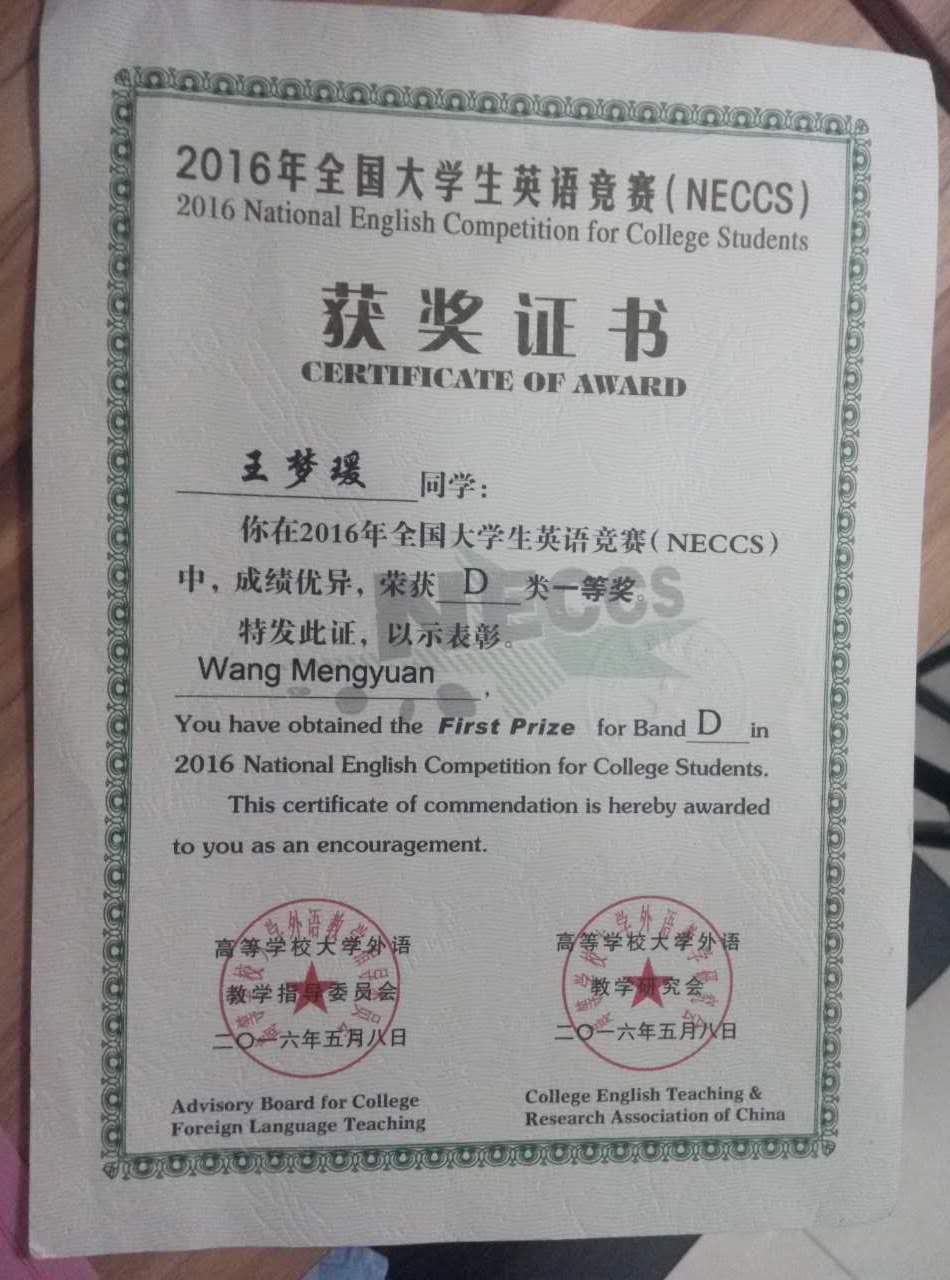 2016年全国大学生英语竞赛(NECCS)
2016 National English Competition for College Students
获奖证书
CERTIFICATE OF AWARD
王梦瑗同学:
你在2016年全国大学生英语竞赛(NECCS)
中,成绩优异,荣获 D 类一等奖。
特发此证,以示表彰。
NECCS
Wang Mengyuan,
You have obtained the First Prize for Band D in
2016 National English Competition for College Students.
This certificate of commendation is hereby awarded
to you as an encouragement.
高等学校大学外语
教学指导委员会
二〇一六年五月八日
Advisory Board for College
Foreign Language Teaching
高等学校大学外语
教学研究会
二〇一六年五月八日
College English Teaching &
Research Association of China